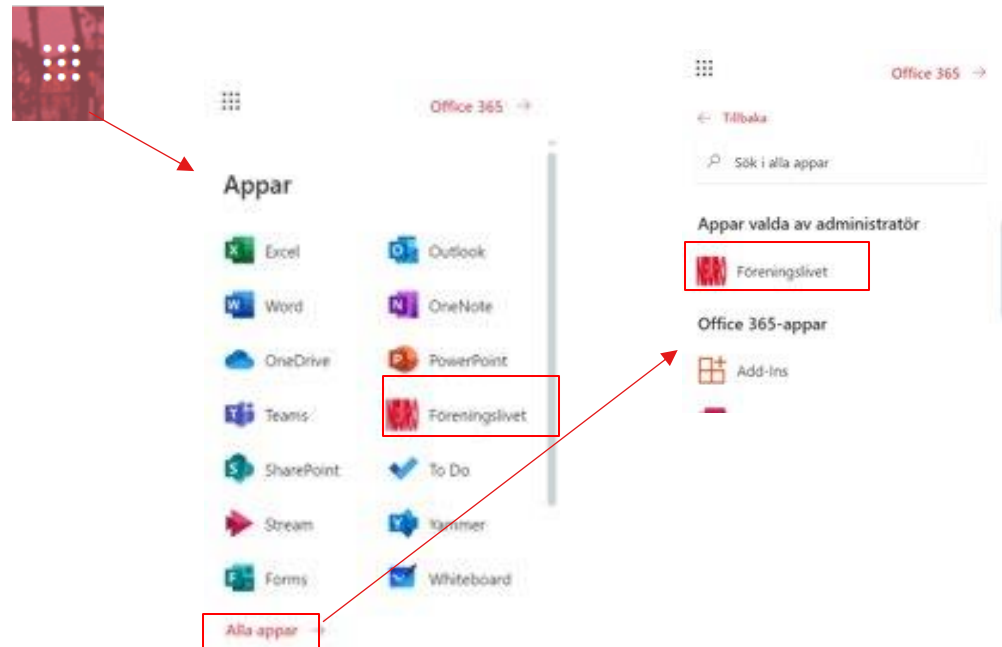 Office 365 →
Appar
Excel
Outlook
Word
OneNote
OneDrive
PowerPoint
Teams
Föreningslivet
SharePoint
To Do
Stream
Yammer
Forms
Whiteboard
Alla appar →
Office 365 →
← Tillbaka
Sök i alla appar
Appar valda av administratör
NEURO Föreningslivet
Office 365-appar
Add-Ins